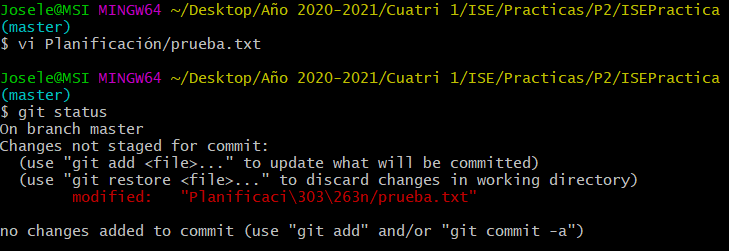 Josele@MSI MINGW64 ~/Desktop/Año 2020-2021/Cuatri 1/ISE/Practicas/P2/ISEPractica
(master)
$ vi Planificación/prueba.txt
Josele@MSI MINGW64 ~/Desktop/Año 2020-2021/Cuatri 1/ISE/Practicas/P2/ISEPractica
(master)
$ git status
On branch master
Changes not staged for commit:
  (use "git add <file>..." to update what will be committed)
  (use "git restore <file>..." to discard changes in working directory)
        modified:   "Planificaci\303\263n/prueba.txt"
no changes added to commit (use "git add" and/or "git commit -a")